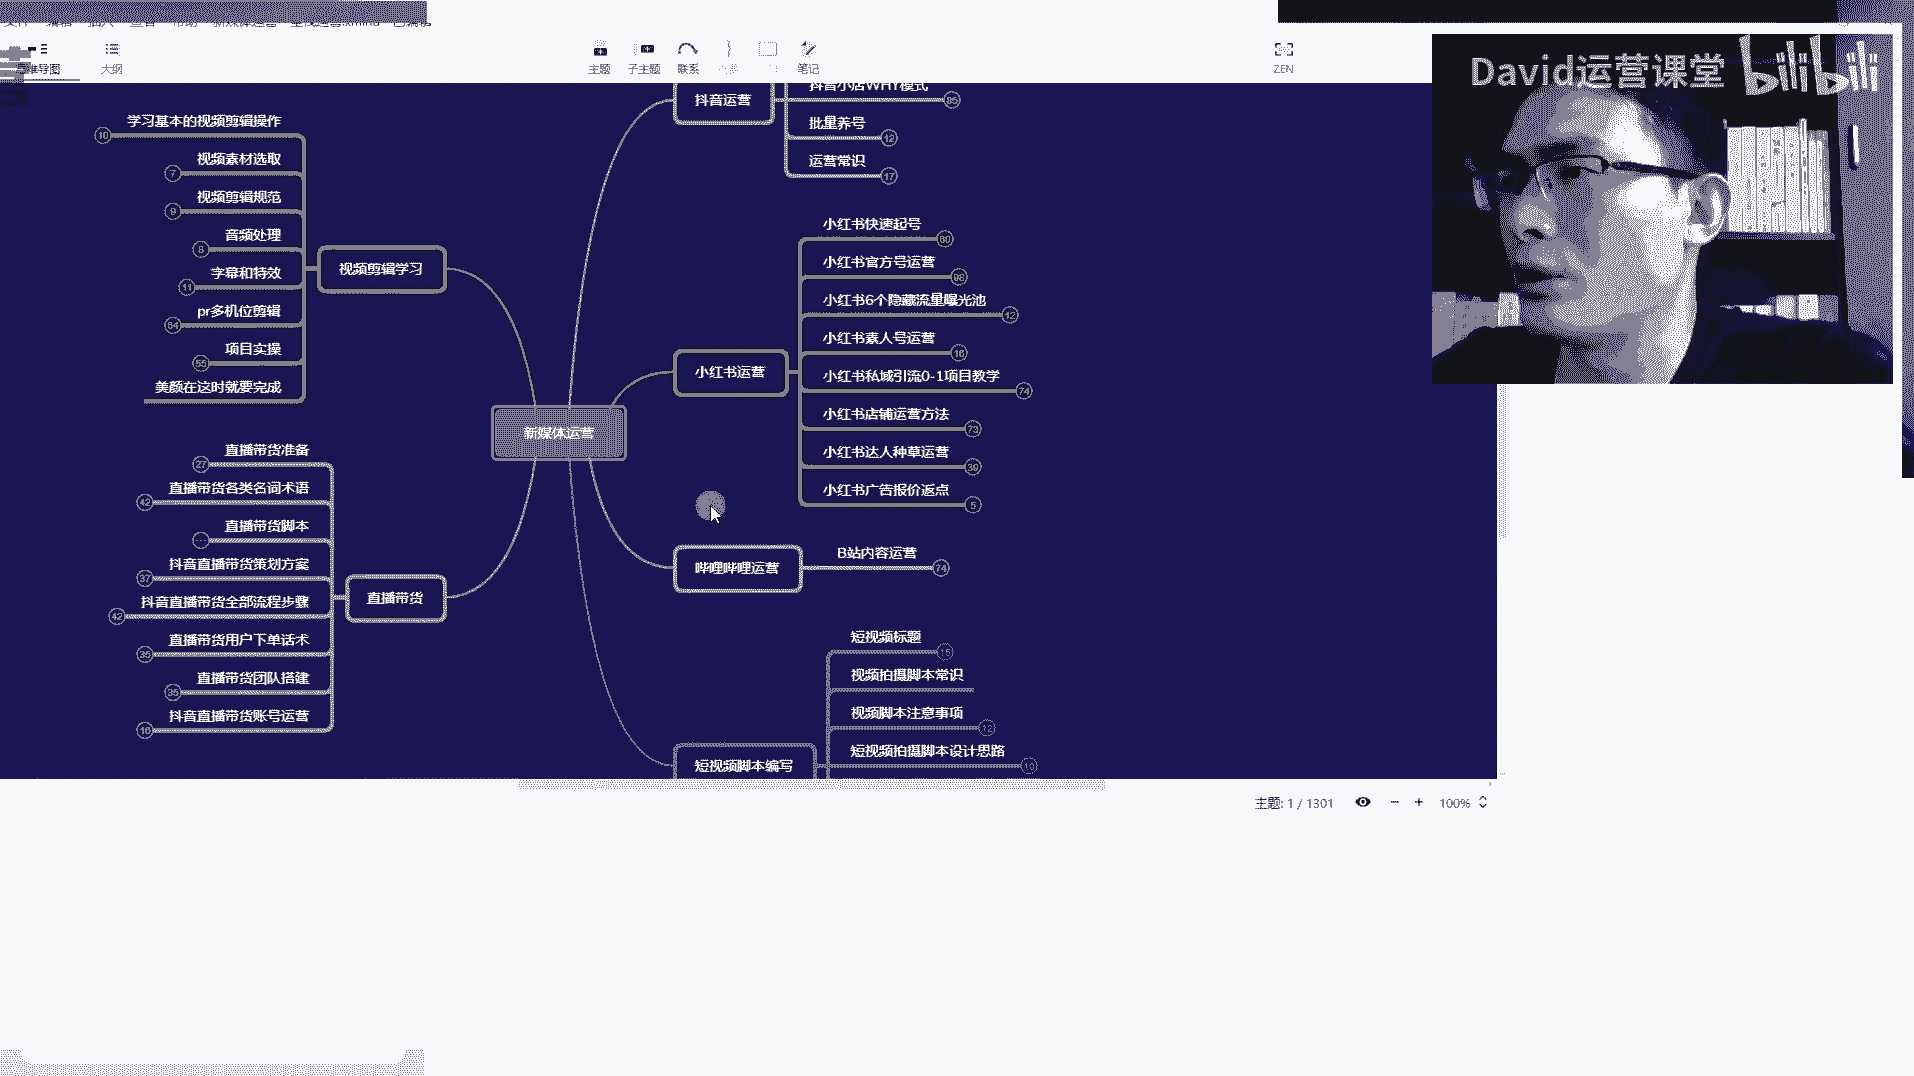 思维导图
大纲
主题
子主题
联系
笔记
ZEN
David运营课堂 bilibili
学习基本的视频剪辑操作
10
视频素材选取
7
视频剪辑规范
9
音频处理
8
字幕和特效
11
pr多机位剪辑
64
项目实操
55
美颜在这时就要完成
视频剪辑学习
直播带货准备
27
直播带货各类名词术语
42
直播带货脚本
直播带货
抖音直播带货策划方案
37
抖音直播带货全部流程步骤
42
直播带货用户下单话术
35
直播带货团队搭建
35
抖音直播带货账号运营
16
新媒体运营
抖音运营
抖音小店WHY模式
85
批量养号
12
运营常识
17
小红书运营
小红书快速起号
60
小红书官方号运营
98
小红书6个隐藏流量曝光池
12
小红书素人号运营
16
小红书私域引流0-1项目教学
74
小红书店铺运营方法
73
小红书达人种草运营
39
小红书广告报价返点
5
哔哩哔哩运营
B站内容运营
74
短视频脚本编写
短视频标题
15
视频拍摄脚本常识
视频脚本注意事项
12
短视频拍摄脚本设计思路
10
主题: 1 / 1301
100%